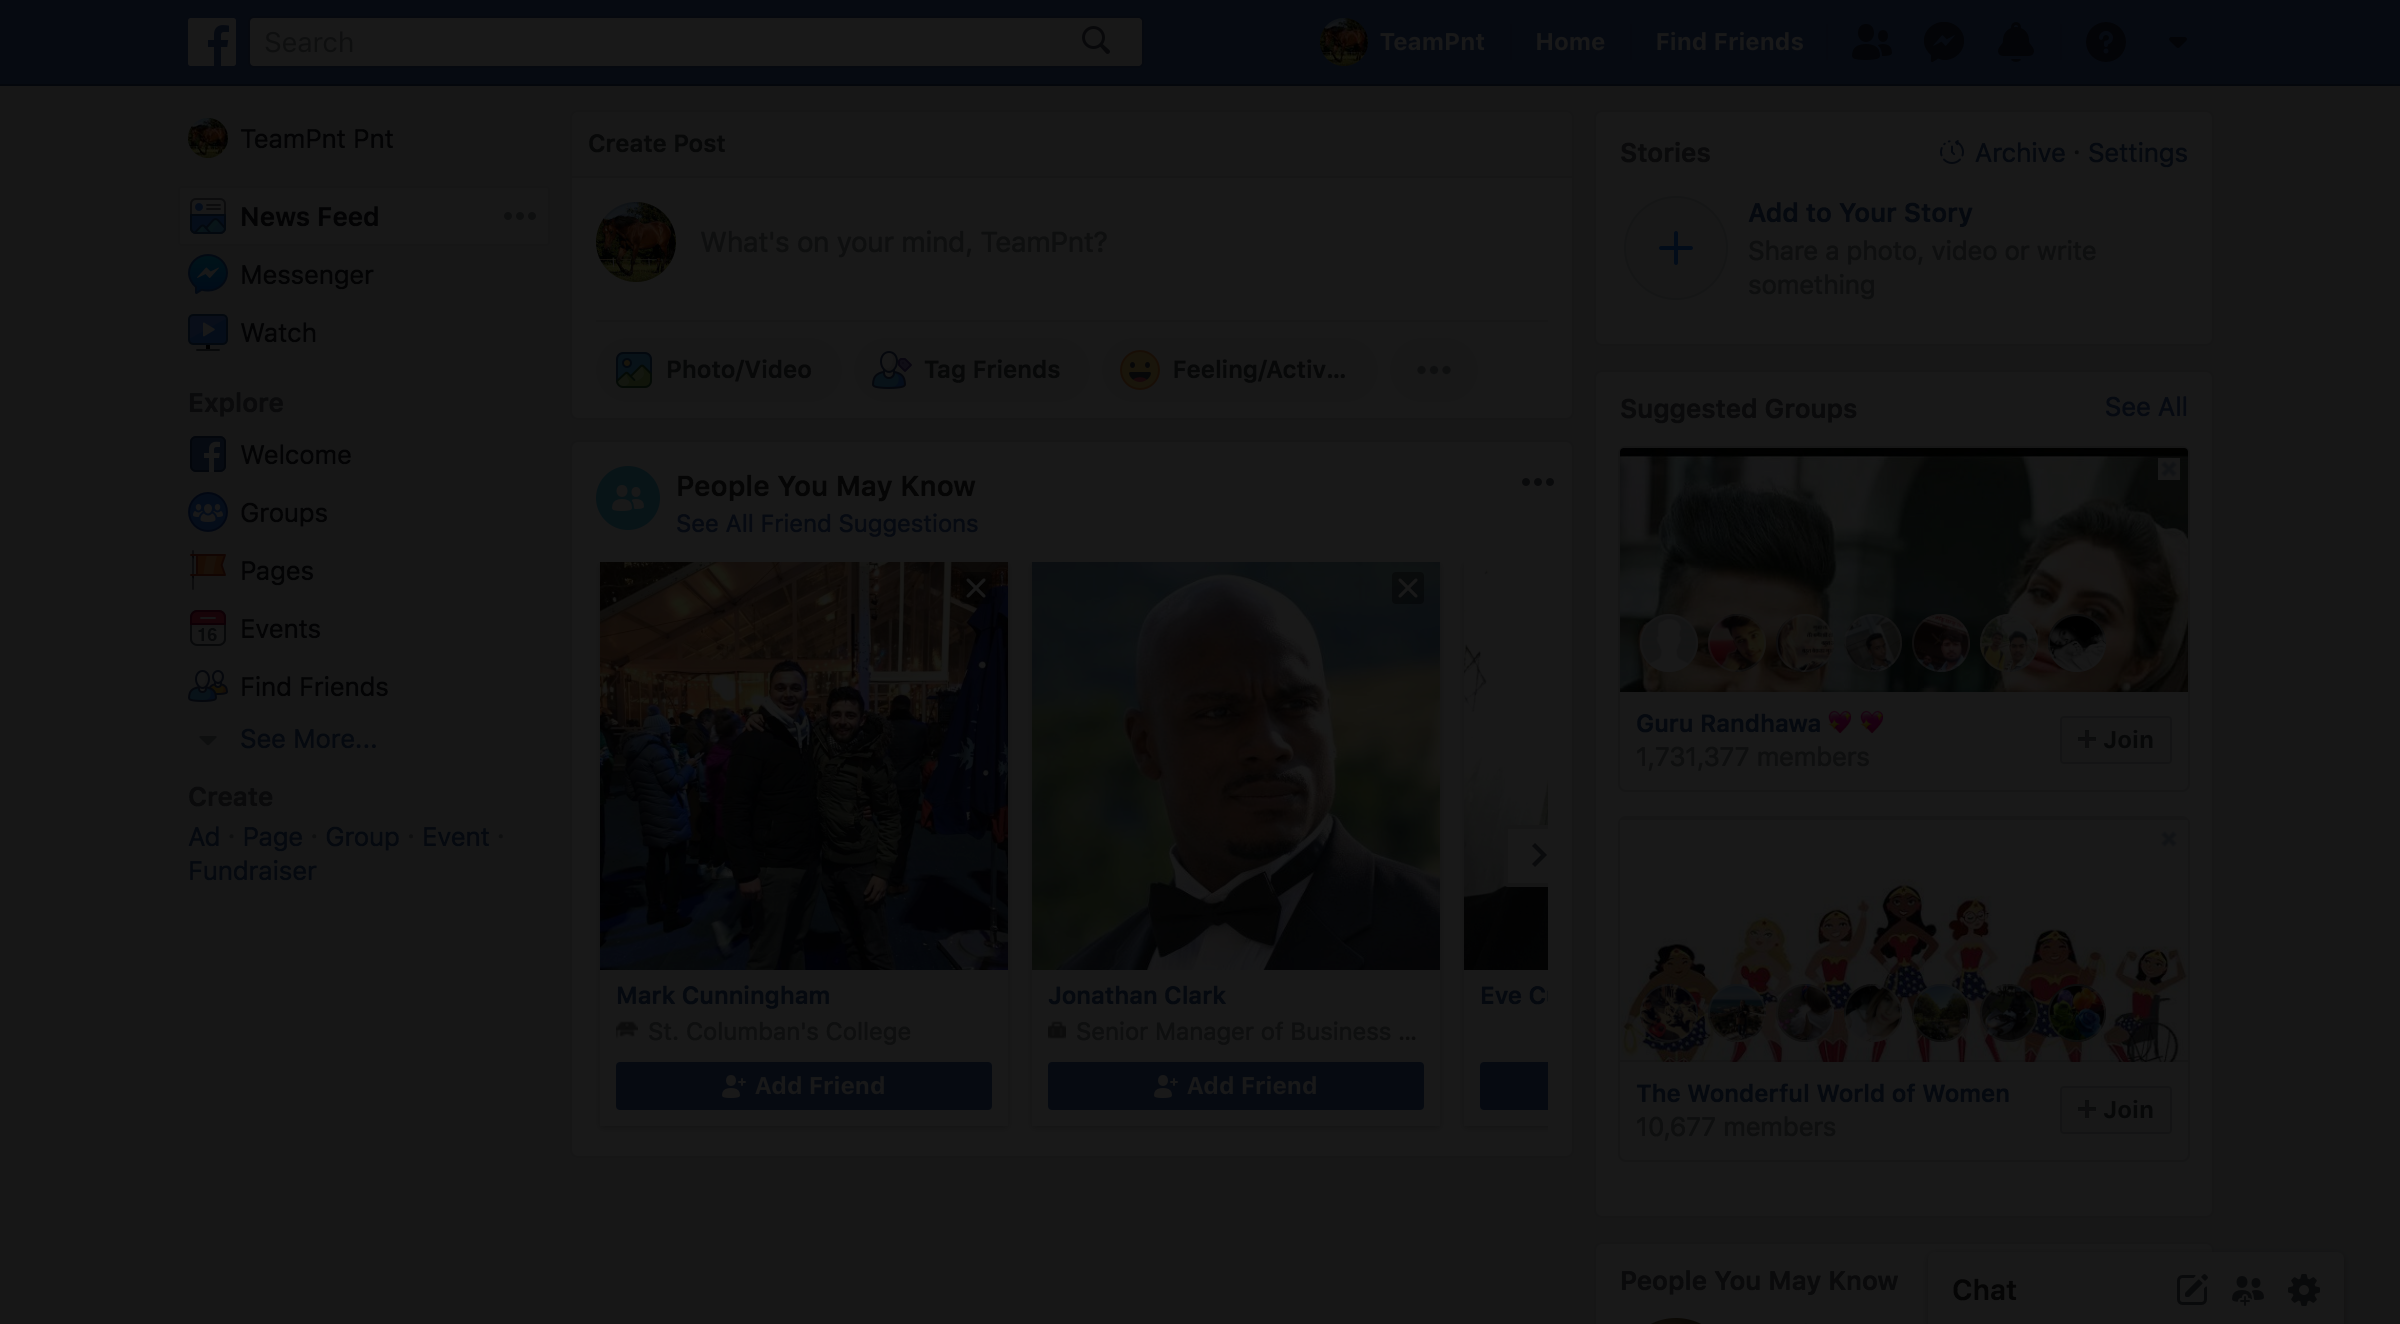 Search
TeamPnt
Home
Find Friends
TeamPnt Pnt
News Feed
Messenger
Watch
Explore
Welcome
Groups
Pages
16
Events
Find Friends
See More...
Create
Ad · Page · Group · Event ·
Fundraiser
Create Post
What's on your mind, TeamPnt?
Photo/Video
Tag Friends
Feeling/Activ...
People You May Know
See All Friend Suggestions
Mark Cunningham
St. Columban's College
Add Friend
Jonathan Clark
Senior Manager of Business ...
Add Friend
Eve C
Stories
Archive · Settings
Add to Your Story
Share a photo, video or write
something
Suggested Groups
See All
Guru Randhawa
1,731,377 members
+ Join
The Wonderful World of Women
10,677 members
+ Join
People You May Know
Chat